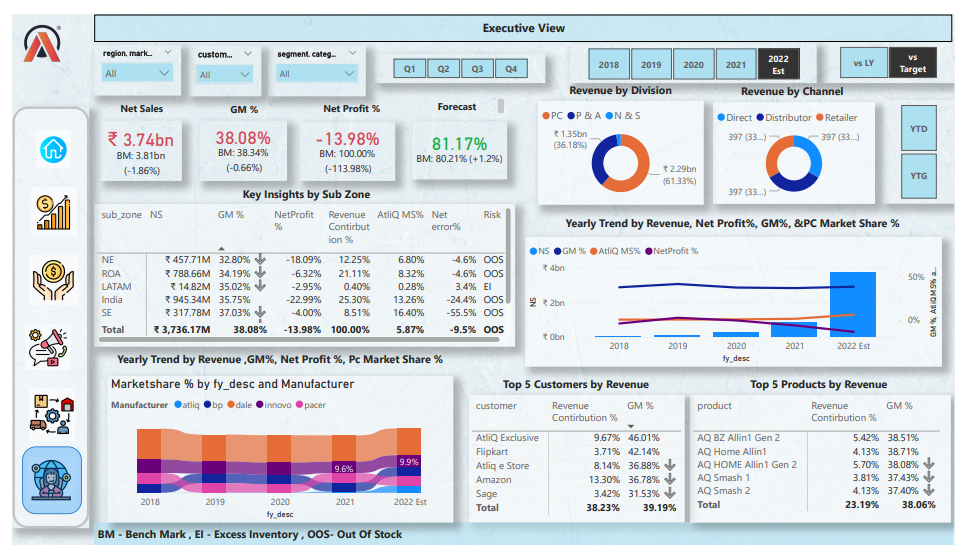 Executive View
region, mark...
All
custom...
All
segment, categ...
All
Q1
Q2
Q3
Q4
2018
2019
2020
2021
2022 Est
vs LY
vs Target
Net Sales
₹ 3.74bn
BM: 3.81bn
(-1.86%)
GM %
38.08%
BM: 38.34%
(-0.66%)
Net Profit %
-13.98%
BM: 100.00%
(-113.98%)
Forecast
81.17%
BM: 80.21% (+1.2%)
Revenue by Division
PC P & A N & S
₹ 1.35bn
(36.18%)
₹ 2.29bn
(61.33%)
Revenue by Channel
Direct Distributor Retailer
397 (33...)
397 (33...)
397 (33...)
YTD
YTG
Key Insights by Sub Zone
sub_zone NS GM % NetProfit % Revenue Contribution % AtliQ MS% Net error% Risk
NE ₹ 457.71M 32.80% -18.09% 12.25% 6.80% -4.6% OOS
ROA ₹ 788.66M 34.19% -6.32% 21.11% 8.32% -4.6% OOS
LATAM ₹ 14.82M 35.02% -2.95% 0.40% 0.28% 3.4% EI
India ₹ 945.34M 35.75% -22.99% 25.30% 13.26% -24.4% OOS
SE ₹ 317.78M 37.03% -4.00% 8.51% 16.40% -55.5% OOS
Total ₹ 3,736.17M 38.08% -13.98% 100.00% 5.87% -9.5% OOS
Yearly Trend by Revenue, Net Profit%, GM%, &PC Market Share %
NS GM % AtliQ MS% NetProfit %
₹ 4bn
₹ 2bn
₹ 0bn
NS
50%
0%
GM %, AtliQ MS% a...
2018 2019 2020 2021 2022 Est
fy_desc
Yearly Trend by Revenue ,GM%, Net Profit %, Pc Market Share %
Marketshare % by fy_desc and Manufacturer
Manufacturer atliq bp dale innovo pacer
9.6%
9.9%
2018 2019 2020 2021 2022 Est
fy_desc
Top 5 Customers by Revenue
customer Revenue Contirbution % GM %
AtliQ Exclusive 9.67% 46.01%
Flipkart 3.71% 42.14%
Atliq e Store 8.14% 36.88%
Amazon 13.30% 36.78%
Sage 3.42% 31.53%
Total 38.23% 39.19%
Top 5 Products by Revenue
product Revenue Contirbution % GM %
AQ BZ Allin1 Gen 2 5.42% 38.51%
AQ Home Allin1 4.13% 38.71%
AQ HOME Allin1 Gen 2 5.70% 38.08%
AQ Smash 1 3.81% 37.43%
AQ Smash 2 4.13% 37.40%
Total 23.19% 38.06%
BM - Bench Mark , EI - Excess Inventory , OOS- Out Of Stock